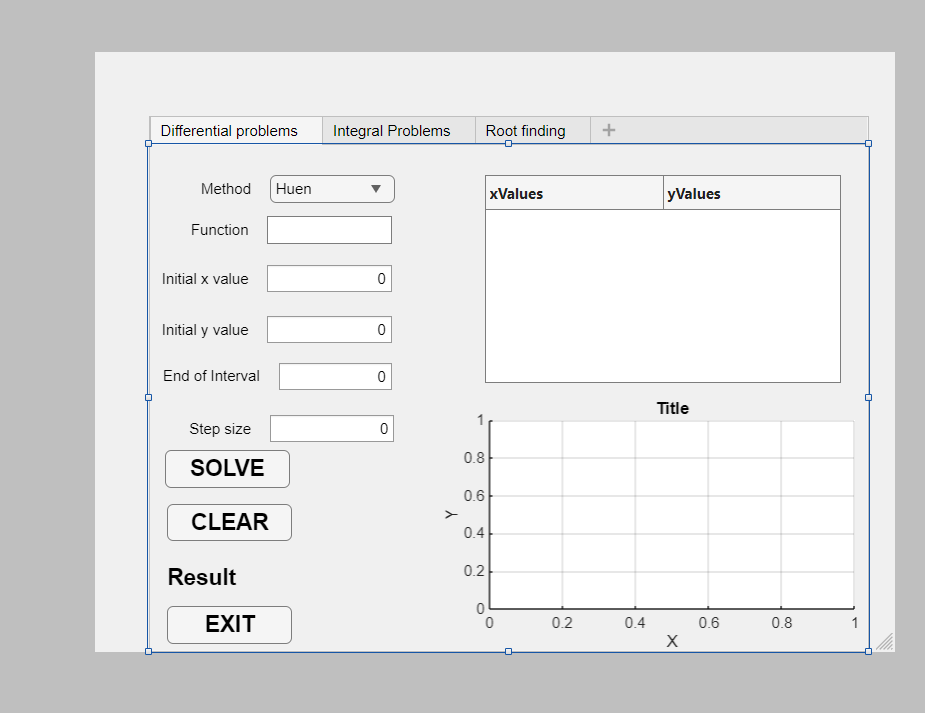 Differential problems Integral Problems Root finding +
Method Huen
Function
Initial x value 0
Initial y value 0
End of Interval 0
Step size 0
SOLVE
CLEAR
Result
EXIT
xValues yValues
Title
1
0.8
0.6
0.4
0.2
0
Y
0 0.2 0.4 0.6 0.8 1
X